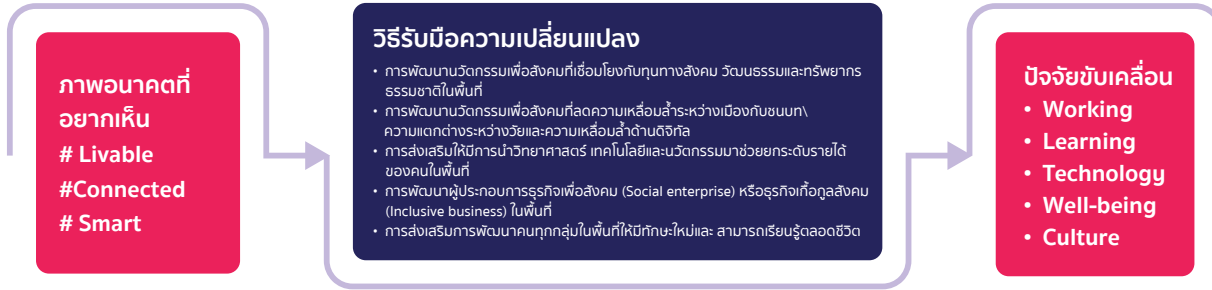 ภาพอนาคตที่
อยากเห็น
# Livable
#Connected
# Smart
วิธีรับมือความเปลี่ยนแปลง
• การพัฒนานวัตกรรมเพื่อสังคมที่เชื่อมโยงกับทุนทางสังคม วัฒนธรรมและทรัพยากร
ธรรมชาติในพื้นที่
• การพัฒนานวัตกรรมเพื่อสังคมที่ลดความเหลื่อมล้ำระหว่างเมืองกับชนบท\
ความแตกต่างระหว่างวัยและความเหลื่อมล้ำด้านดิจิทัล
• การส่งเสริมให้มีการนำวิทยาศาสตร์ เทคโนโลยีและนวัตกรรมมาช่วยยกระดับรายได้
ของคนในพื้นที่
• การพัฒนาผู้ประกอบการธุรกิจเพื่อสังคม (Social enterprise) หรือธุรกิจเกื้อกูลสังคม
(Inclusive business) ในพื้นที่
• การส่งเสริมการพัฒนาคนทุกกลุ่มในพื้นที่ให้มีทักษะใหม่และ สามารถเรียนรู้ตลอดชีวิต
ปัจจัยขับเคลื่อน
• Working
• Learning
• Technology
• Well-being
• Culture